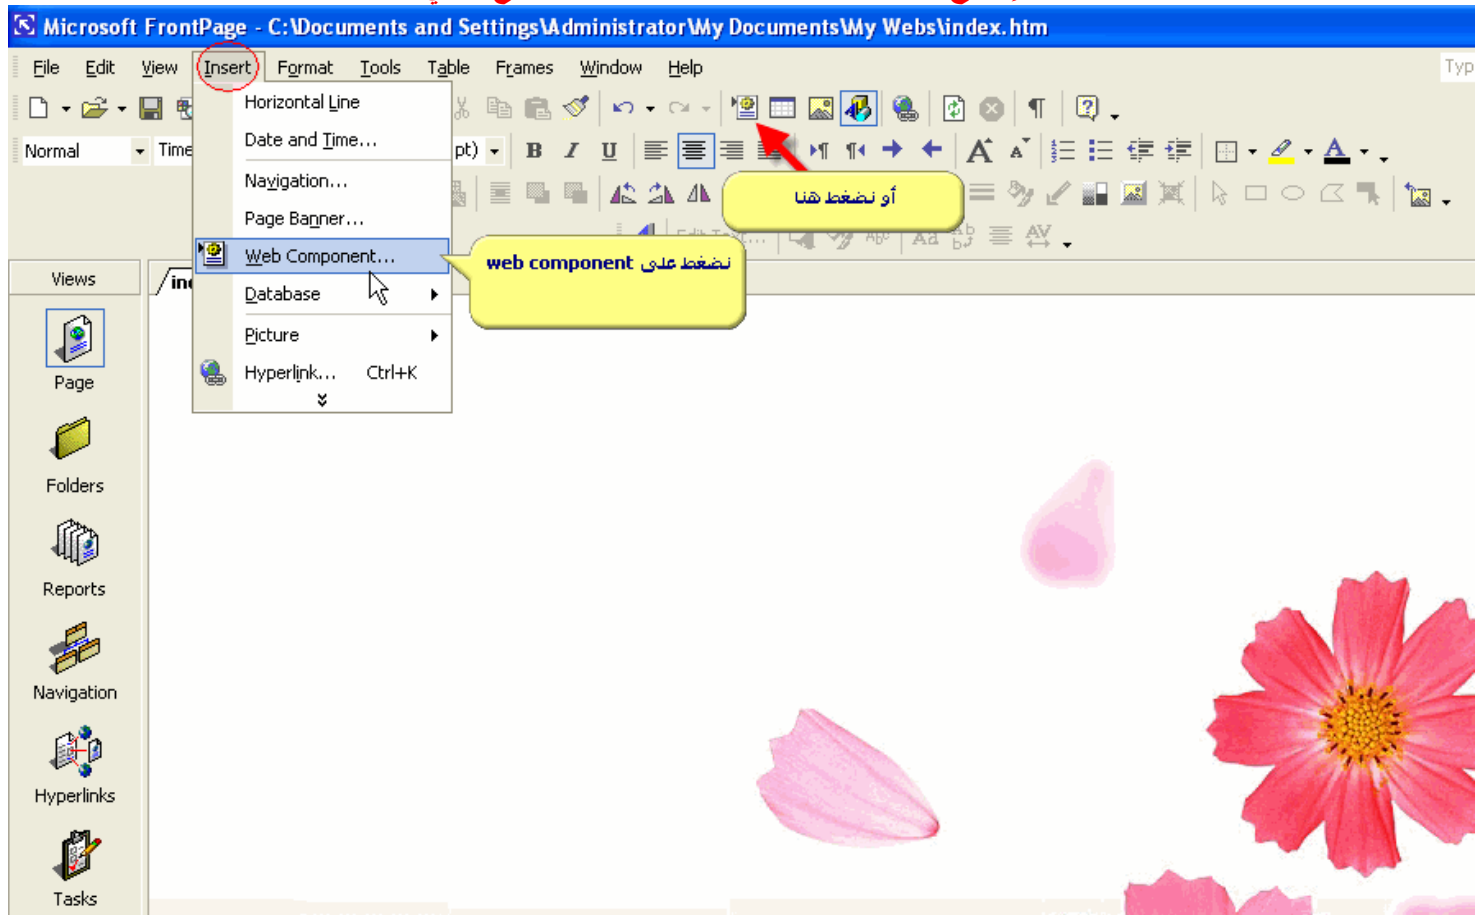 Microsoft FrontPage - C:\Documents and Settings\Administrator\My Documents\My Webs\index.htm
File Edit View Insert Format Tools Table Frames Window Help
Horizontal Line
Date and Time...
Navigation...
Page Banner...
Web Component...
Database
Picture
Hyperlink... Ctrl+K
Normal
pt) B I U
أو نضغط هنا
نضغط على web component
Views
Page
Folders
Reports
Navigation
Hyperlinks
Tasks